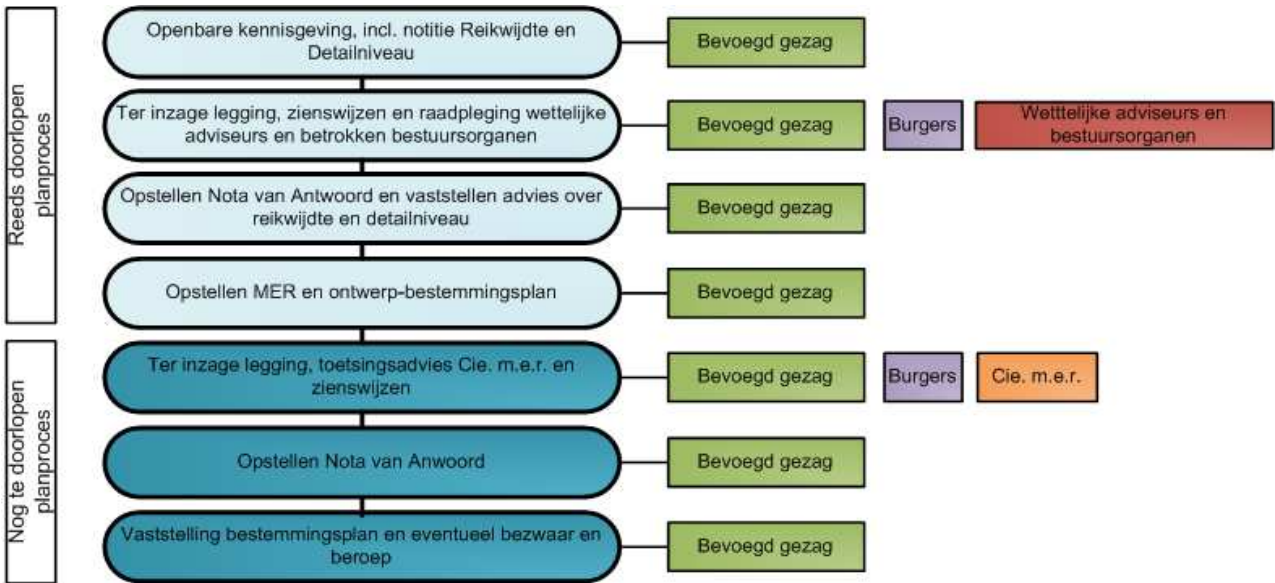 Reeds doorlopen
planproces
Openbare kennisgeving, incl. notitie Reikwijdte en
Detailniveau
Bevoegd gezag
Ter inzage legging, zienswijzen en raadpleging wettelijke
adviseurs en betrokken bestuursorganen
Bevoegd gezag
Burgers
Wetttelijke adviseurs en
bestuursorganen
Opstellen Nota van Antwoord en vaststellen advies over
reikwijdte en detailniveau
Bevoegd gezag
Opstellen MER en ontwerp-bestemmingsplan
Bevoegd gezag
Nog te doorlopen
planproces
Ter inzage legging, toetsingsadvies Cie. m.e.r. en
zienswijzen
Bevoegd gezag
Burgers
Cie. m.e.r.
Opstellen Nota van Anwoord
Bevoegd gezag
Vaststelling bestemmingsplan en eventueel bezwaar en
beroep
Bevoegd gezag